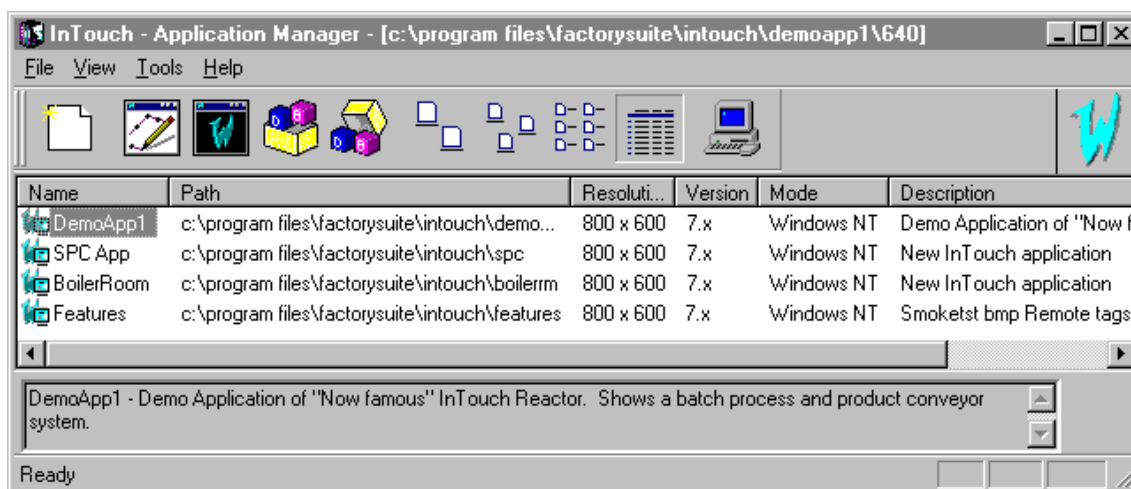 InTouch - Application Manager - [c:\program files\factorysuite\intouch\demoapp1\640]
File View Tools Help
Name Path Resoluti... Version Mode Description
DemoApp1 c:\program files\factorysuite\intouch\demo... 800 x 600 7.x Windows NT Demo Application of "Now f
SPC App c:\program files\factorysuite\intouch\spc 800 x 600 7.x Windows NT New InTouch application
BoilerRoom c:\program files\factorysuite\intouch\boilerrm 800 x 600 7.x Windows NT New InTouch application
Features c:\program files\factorysuite\intouch\features 800 x 600 7.x Windows NT Smoketst bmp Remote tags
DemoApp1 - Demo Application of "Now famous" InTouch Reactor. Shows a batch process and product conveyor
system.
Ready